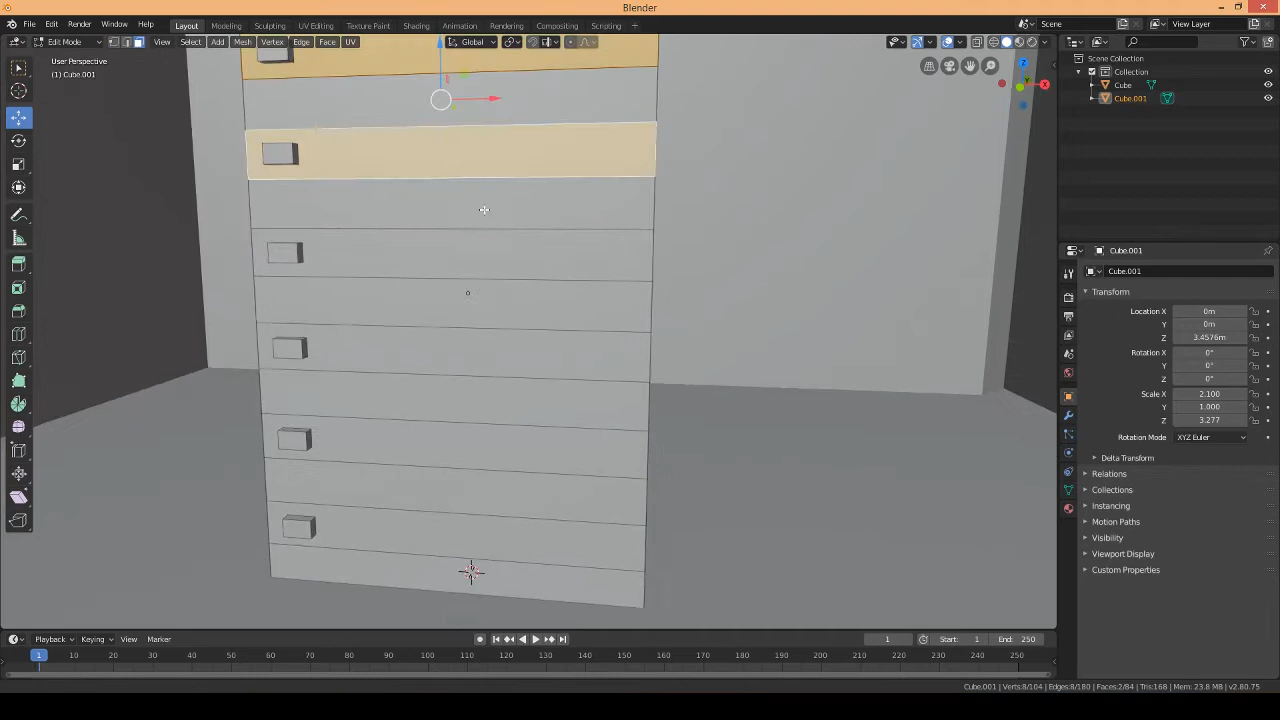 Blender
File Edit Render Window Help Layout Modeling Sculpting UV Editing Texture Paint Shading Animation Rendering Compositing Scripting + Scene View Layer
Edit Mode View Select Add Mesh Vertex Edge Face UV Global
User Perspective
(1) Cube.001
Z
X
Scene Collection
Collection
Cube
Cube.001
Cube.001
Cube.001
Transform
Location X 0m
Y 0m
Z 3.4576m
Rotation X 0°
Y 0°
Z 0°
Scale X 2.100
Y 1.000
Z 3.277
Rotation Mode XYZ Euler
Delta Transform
Relations
Collections
Instancing
Motion Paths
Visibility
Viewport Display
Custom Properties
Playback Keying View Marker 1 Start: 1 End: 250
1 10 20 30 40 50 60 70 80 90 100 110 120 130 140 150 160 170 180 190 200 210 220 230 240 250
Cube.001 | Verts:8/104 | Edges:8/180 | Faces:2/84 | Tris:168 | Mem: 23.8 MB | v2.80.75